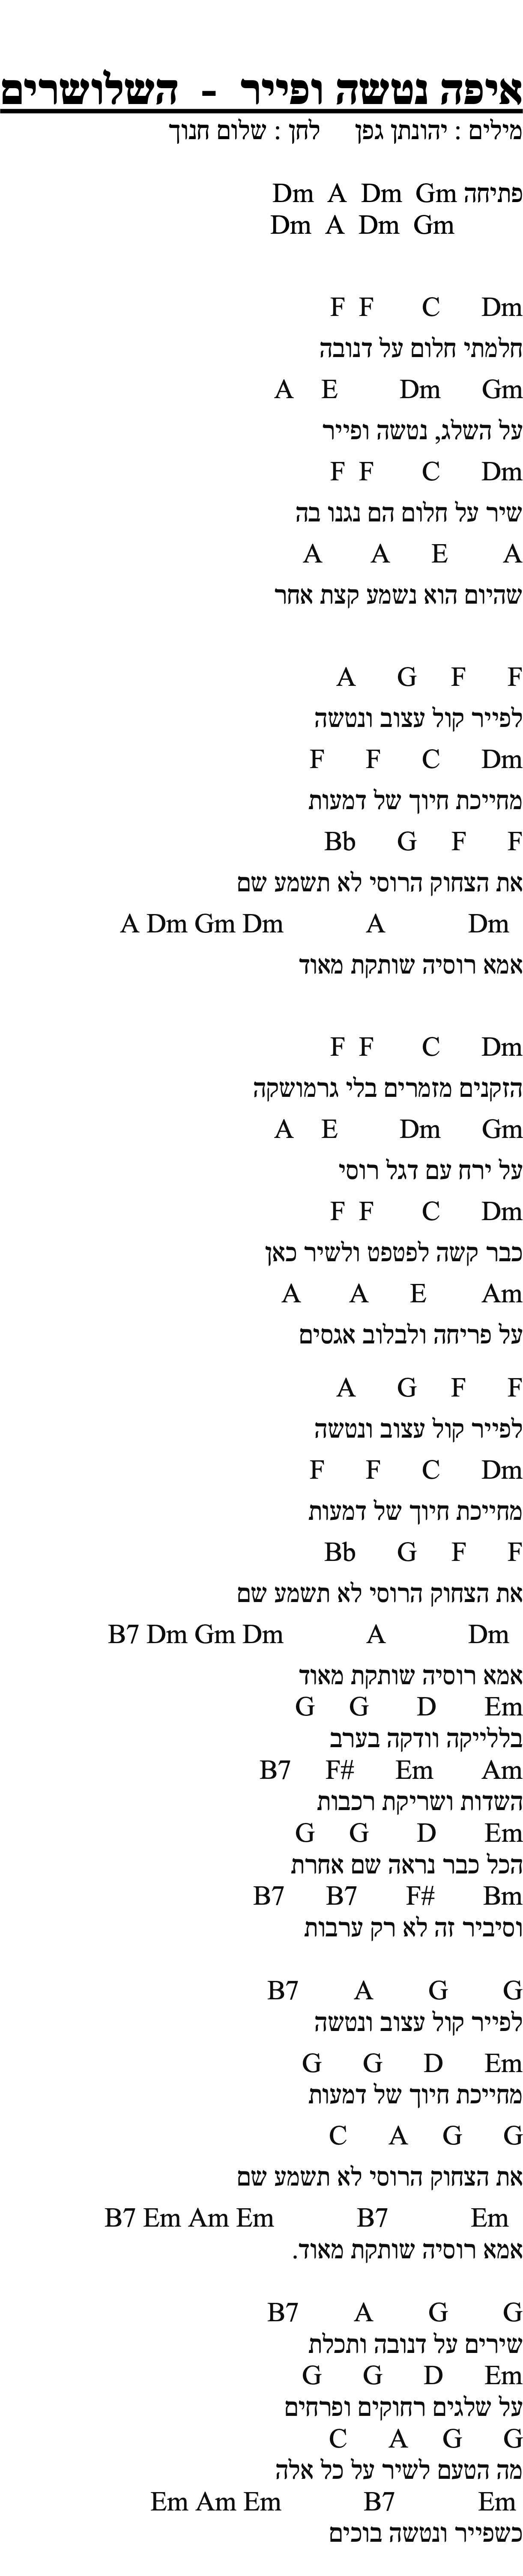 איפה נטשה ופייר - השלושרים
מילים : יהונתן גפן לחן : שלום חנוך
פתיחה Dm A Dm Gm
Dm A Dm Gm
F F C Dm
חלמתי חלום על דנובה
A E Dm Gm
על השלג, נטשה ופייר
F F C Dm
שיר על חלום הם נגנו בה
A A E A
שהיום הוא נשמע קצת אחר
A G F F
לפייר קול עצוב ונטשה
F F C Dm
מחייכת חיוך של דמעות
Bb G F F
את הצחוק הרוסי לא תשמע שם
A Dm Gm Dm A Dm
אמא רוסיה שותקת מאוד
F F C Dm
הזקנים מזמרים בלי גרמושקה
A E Dm Gm
על ירח עם דגל רוסי
F F C Dm
כבר קשה לפטפט ולשיר כאן
A A E Am
על פריחה ולבלוב אגסים
A G F F
לפייר קול עצוב ונטשה
F F C Dm
מחייכת חיוך של דמעות
Bb G F F
את הצחוק הרוסי לא תשמע שם
B7 Dm Gm Dm A Dm
אמא רוסיה שותקת מאוד
G G D Em
בללייקה וודקה בערב
B7 F# Em Am
השדות ושריקת רכבות
G G D Em
הכל כבר נראה שם אחרת
B7 B7 F# Bm
וסיביר זה לא רק ערבות
B7 A G G
לפייר קול עצוב ונטשה
G G D Em
מחייכת חיוך של דמעות
C A G G
את הצחוק הרוסי לא תשמע שם
B7 Em Am Em B7 Em
אמא רוסיה שותקת מאוד.
B7 A G G
שירים על דנובה ותכלת
G G D Em
על שלגים רחוקים ופרחים
C A G G
מה הטעם לשיר על כל אלה
Em Am Em B7 Em
כשפייר ונטשה בוכים